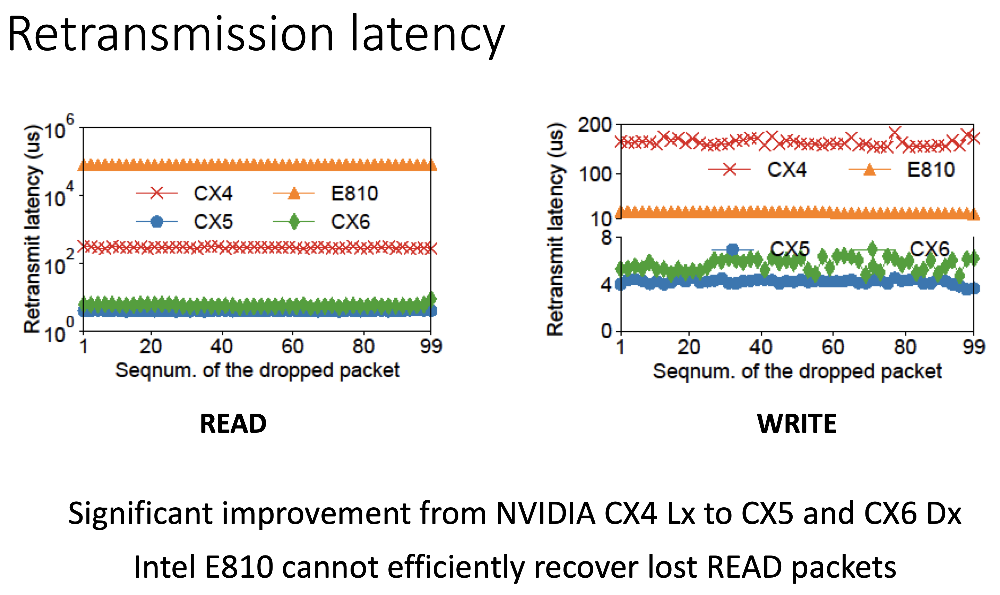 Retransmission latency
Retransmit latency (us)
10^6
10^4
10^2
10^0
CX4
E810
CX5
CX6
1 20 40 60 80 99
Seqnum. of the dropped packet
READ
Retransmit latency (us)
200
100
10
8
4
0
CX4
E810
CX5
CX6
1 20 40 60 80 99
Seqnum. of the dropped packet
WRITE
Significant improvement from NVIDIA CX4 Lx to CX5 and CX6 Dx
Intel E810 cannot efficiently recover lost READ packets